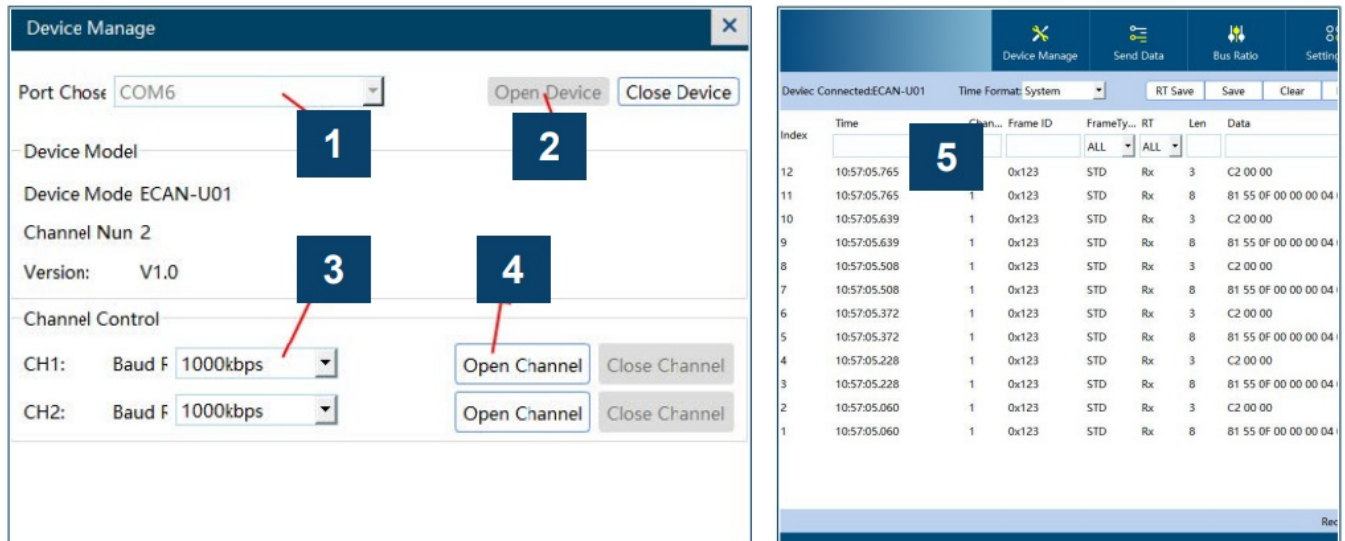 Device Manage
Port Chose COM6 Open Device Close Device
1 2
Device Model
Device Mode ECAN-U01
Channel Nun 2
Version: V1.0
3 4
Channel Control
CH1: Baud R 1000kbps Open Channel Close Channel
CH2: Baud R 1000kbps Open Channel Close Channel
Device Manage Send Data Bus Ratio Setting
Deviec Connected:ECAN-U01 Time Format: System RT Save Save Clear
Index Time Chan... Frame ID FrameTy... RT Len Data
ALL ALL
5
12 10:57:05.765 0x123 STD Rx 3 C2 00 00
11 10:57:05.765 1 0x123 STD Rx 8 81 55 0F 00 00 00 04
10 10:57:05.639 1 0x123 STD Rx 3 C2 00 00
9 10:57:05.639 1 0x123 STD Rx 8 81 55 0F 00 00 00 04
8 10:57:05.508 1 0x123 STD Rx 3 C2 00 00
7 10:57:05.508 1 0x123 STD Rx 8 81 55 0F 00 00 00 04
6 10:57:05.372 1 0x123 STD Rx 3 C2 00 00
5 10:57:05.372 1 0x123 STD Rx 8 81 55 0F 00 00 00 04
4 10:57:05.228 1 0x123 STD Rx 3 C2 00 00
3 10:57:05.228 1 0x123 STD Rx 8 81 55 0F 00 00 00 04
2 10:57:05.060 1 0x123 STD Rx 3 C2 00 00
1 10:57:05.060 1 0x123 STD Rx 8 81 55 0F 00 00 00 04
Rec